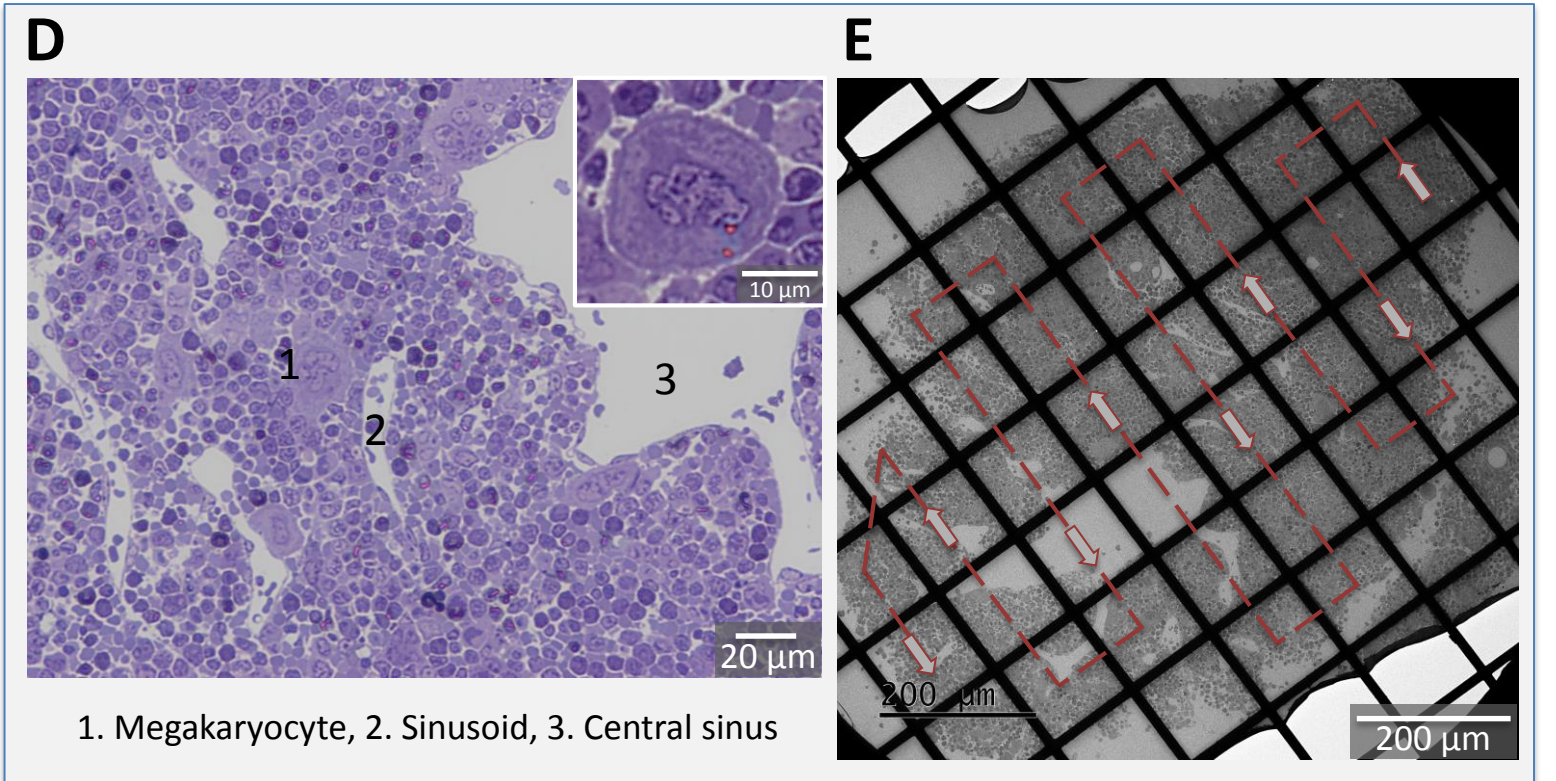 D
E
10 µm
1
2
3
20 µm
200 µm
200 µm
1. Megakaryocyte, 2. Sinusoid, 3. Central sinus